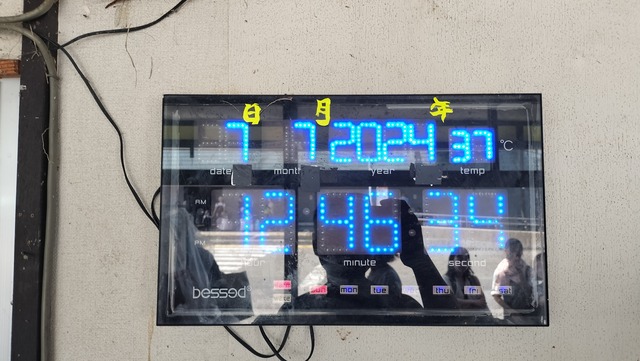 日 月 年
7 7 2024 37 °C
date month year temp
AM
12 46 34
PM
minute second
bessed
sun mon tue thu fri sat